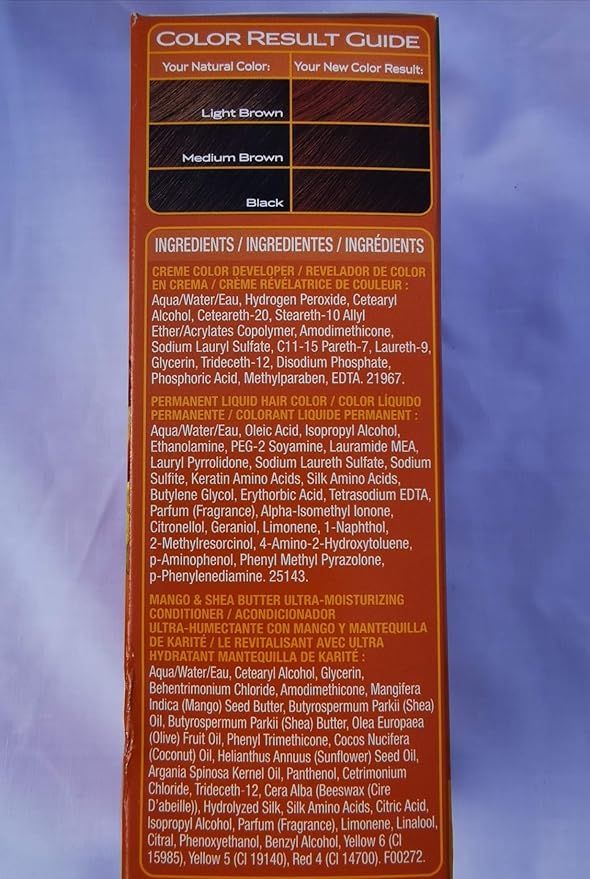 COLOR RESULT GUIDE
Your Natural Color: Your New Color Result:
Light Brown
Medium Brown
Black
INGREDIENTS / INGREDIENTES / INGRÉDIENTS
CREME COLOR DEVELOPER / REVELADOR DE COLOR
EN CREMA / CRÈME RÉVÉLATRICE DE COULEUR :
Aqua/Water/Eau, Hydrogen Peroxide, Cetearyl
Alcohol, Ceteareth-20, Steareth-10 Allyl
Ether/Acrylates Copolymer, Amodimethicone,
Sodium Lauryl Sulfate, C11-15 Pareth-7, Laureth-9,
Glycerin, Trideceth-12, Disodium Phosphate,
Phosphoric Acid, Methylparaben, EDTA. 21967.
PERMANENT LIQUID HAIR COLOR / COLOR LÍQUIDO
PERMANENTE / COLORANT LIQUIDE PERMANENT :
Aqua/Water/Eau, Oleic Acid, Isopropyl Alcohol,
Ethanolamine, PEG-2 Soyamine, Lauramide MEA,
Lauryl Pyrrolidone, Sodium Laureth Sulfate, Sodium
Sulfite, Keratin Amino Acids, Silk Amino Acids,
Butylene Glycol, Erythorbic Acid, Tetrasodium EDTA,
Parfum (Fragrance), Alpha-Isomethyl Ionone,
Citronellol, Geraniol, Limonene, 1-Naphthol,
2-Methylresorcinol, 4-Amino-2-Hydroxytoluene,
p-Aminophenol, Phenyl Methyl Pyrazolone,
p-Phenylenediamine. 25143.
MANGO & SHEA BUTTER ULTRA-MOISTURIZING
CONDITIONER / ACONDICIONADOR
ULTRA-HUMECTANTE CON MANGO Y MANTEQUILLA
DE KARITÉ / LE REVITALISANT AVEC ULTRA
HYDRATANT MANTEQUILLA DE KARITÉ :
Aqua/Water/Eau, Cetearyl Alcohol, Glycerin,
Behentrimonium Chloride, Amodimethicone, Mangifera
Indica (Mango) Seed Butter, Butyrospermum Parkii (Shea)
Oil, Butyrospermum Parkii (Shea) Butter, Olea Europaea
(Olive) Fruit Oil, Phenyl Trimethicone, Cocos Nucifera
(Coconut) Oil, Helianthus Annuus (Sunflower) Seed Oil,
Argania Spinosa Kernel Oil, Panthenol, Cetrimonium
Chloride, Trideceth-12, Cera Alba (Beeswax (Cire
D'abeille)), Hydrolyzed Silk, Silk Amino Acids, Citric Acid,
Isopropyl Alcohol, Parfum (Fragrance), Limonene, Linalool,
Citral, Phenoxyethanol, Benzyl Alcohol, Yellow 6 (CI
15985), Yellow 5 (CI 19140), Red 4 (CI 14700). F00272.